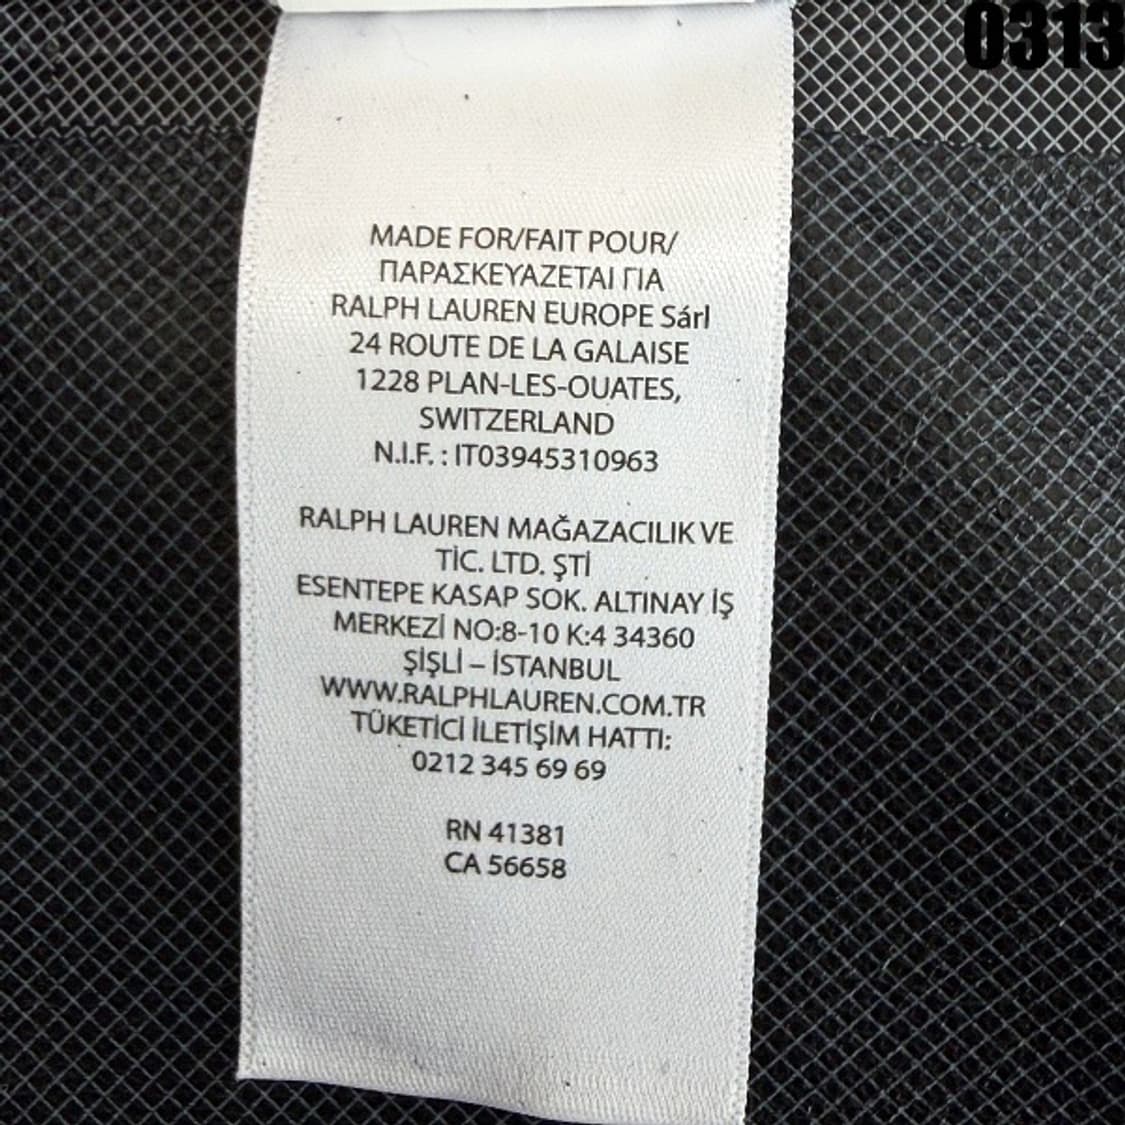 0313
MADE FOR/FAIT POUR/
ΠΑΡΑΣΚΕΥΑΖΕΤΑΙ ΓΙΑ
RALPH LAUREN EUROPE Sárl
24 ROUTE DE LA GALAISE
1228 PLAN-LES-OUATES,
SWITZERLAND
N.I.F. : IT03945310963
RALPH LAUREN MAĞAZACILIK VE
TİC. LTD. ŞTİ
ESENTEPE KASAP SOK. ALTINAY İŞ
MERKEZİ NO:8-10 K:4 34360
ŞİŞLİ – İSTANBUL
WWW.RALPHLAUREN.COM.TR
TÜKETİCİ İLETİŞİM HATTI:
0212 345 69 69
RN 41381
CA 56658